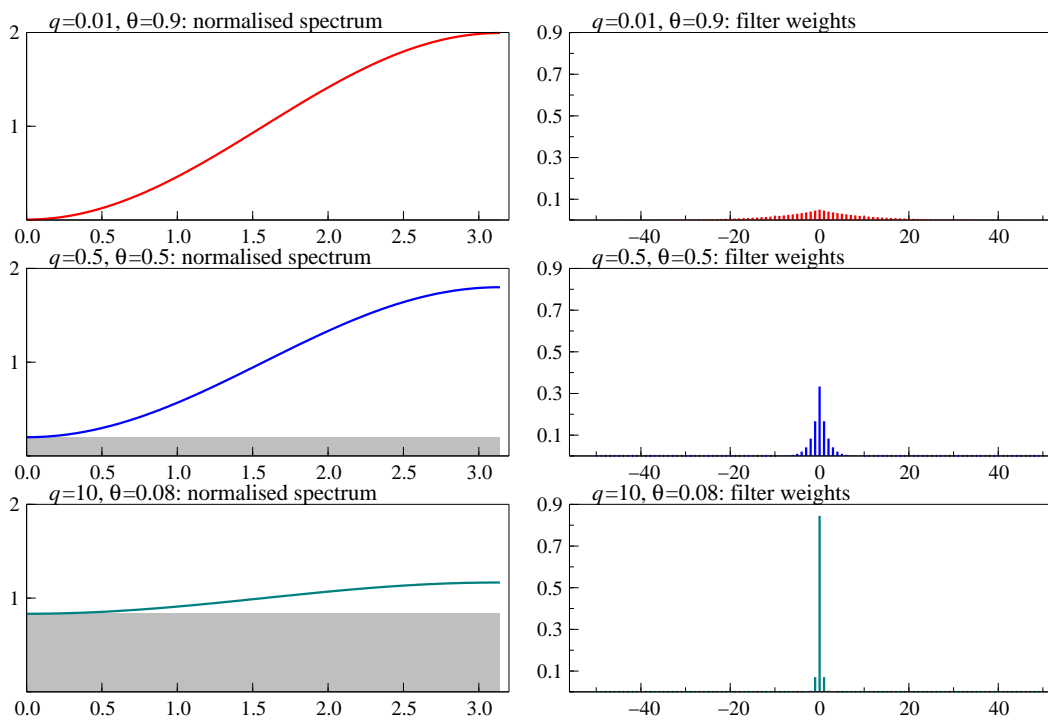 q=0.01, θ=0.9: normalised spectrum
2
1
0.0 0.5 1.0 1.5 2.0 2.5 3.0
q=0.01, θ=0.9: filter weights
0.9
0.7
0.5
0.3
0.1
−40 −20 0 20 40
q=0.5, θ=0.5: normalised spectrum
2
1
0.0 0.5 1.0 1.5 2.0 2.5 3.0
q=0.5, θ=0.5: filter weights
0.9
0.7
0.5
0.3
0.1
−40 −20 0 20 40
q=10, θ=0.08: normalised spectrum
2
1
0.0 0.5 1.0 1.5 2.0 2.5 3.0
q=10, θ=0.08: filter weights
0.9
0.7
0.5
0.3
0.1
−40 −20 0 20 40